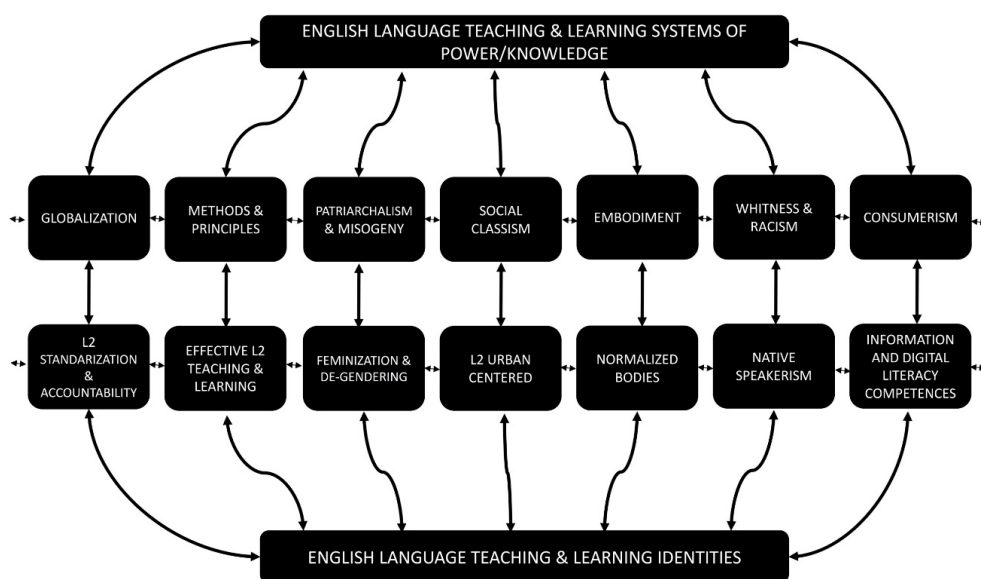 ENGLISH LANGUAGE TEACHING & LEARNING SYSTEMS OF
POWER/KNOWLEDGE
GLOBALIZATION
METHODS &
PRINCIPLES
PATRIARCHALISM
& MISOGENY
SOCIAL
CLASSISM
EMBODIMENT
WHITNESS &
RACISM
CONSUMERISM
L2
STANDARIZATION
&
ACCOUNTABILITY
EFFECTIVE L2
TEACHING &
LEARNING
FEMINIZATION &
DE-GENDERING
L2 URBAN
CENTERED
NORMALIZED
BODIES
NATIVE
SPEAKERISM
INFORMATION
AND DIGITAL
LITERACY
COMPETENCES
ENGLISH LANGUAGE TEACHING & LEARNING IDENTITIES